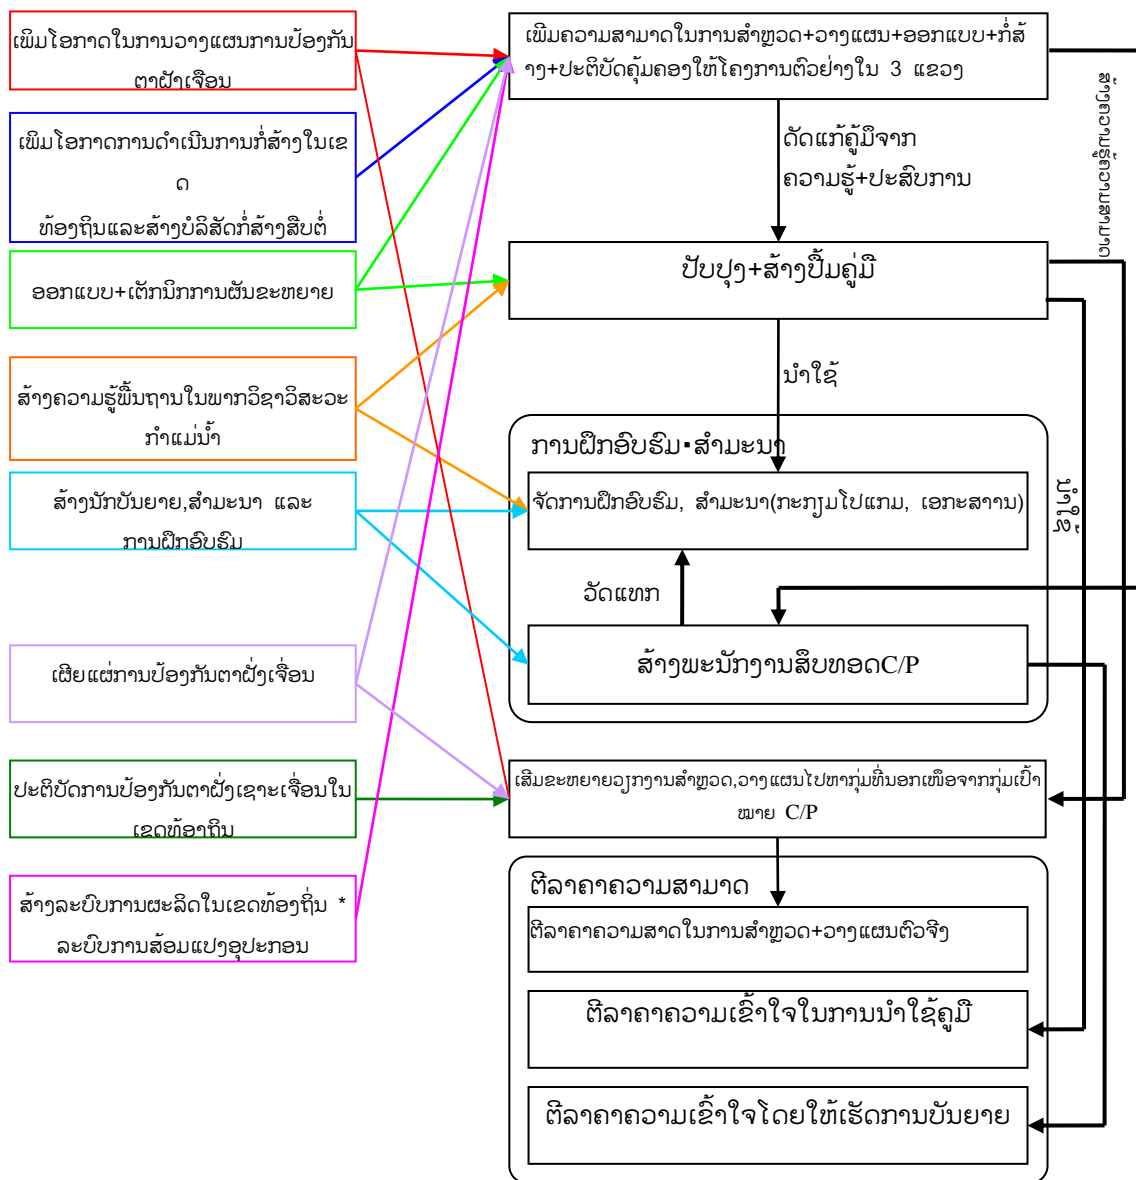 ເພີ່ມໂອກາດໃນການວາງແຜນການປ້ອງກັນ
ຕາຝັ່ງເຈື່ອນ
ເພີ່ມໂອກາດການດຳເນີນການກໍ່ສ້າງໃນເຂ
ດ
ທ້ອງຖິ່ນແລະສ້າງບໍລິສັດກໍ່ສ້າງສືບຕໍ່
ອອກແບບ+ເຕັກນິກການຜັນຂະຫຍາຍ
ສ້າງຄວາມຮູ້ພື້ນຖານໃນພາກວິຊາວິສະວະ
ກຳແມ່ນ້ຳ
ສ້າງນັກບັນຍາຍ,ສຳມະນາ ແລະ
ການຝຶກອົບຮົມ
ເຜີຍແຜ່ການປ້ອງກັນຕາຝັ່ງເຈື່ອນ
ປະຕິບັດການປ້ອງກັນຕາຝັ່ງເຊາະເຈື່ອນໃນ
ເຂດທ້ອງຖິ່ນ
ສ້າງລະບົບການຜະລິດໃນເຂດທ້ອງຖິ່ນ *
ລະບົບການສ້ອມແປງອຸປະກອນ
ເພີ່ມຄວາມສາມາດໃນການສຳຫຼວດ+ວາງແຜນ+ອອກແບບ+ກໍ່ສ້
າງ+ປະຕິບັດຄຸ້ມຄອງໃຫ້ໂຄງການຕົວຢ່າງໃນ 3 ແຂວງ
ດັດແກ້ຄູ່ມືຈາກ
ຄວາມຮູ້+ປະສົບການ
ປັບປຸງ+ສ້າງປຶ້ມຄູ່ມື
ນຳໃຊ້
ການຝຶກອົບຮົມ▪ສຳມະນາ
ຈັດການຝຶກອົບຮົມ, ສຳມະນາ(ກະກຽມໂປແກມ, ເອກະສາານ)
ວັດແທກ
ສ້າງພະນັກງານສືບທອດC/P
ເສີມຂະຫຍາຍວຽກງານສຳຫຼວດ,ວາງແຜນໄປຫາກຸ່ມທີ່ນອກເໜືອຈາກກຸ່ມເປົ້າ
ໝາຍ C/P
ຕີລາຄາຄວາມສາມາດ
ຕີລາຄາຄວາມສາດໃນການສຳຫຼວດ+ວາງແຜນຕົວຈິງ
ຕີລາຄາຄວາມເຂົ້າໃຈໃນການນຳໃຊ້ຄູມື
ຕີລາຄາຄວາມເຂົ້າໃຈໂດຍໃຫ້ເຮັດການບັນຍາຍ
ສ້າງຄວາມຮູ້ຄວາມສາມາດ
ນຳໃຊ້